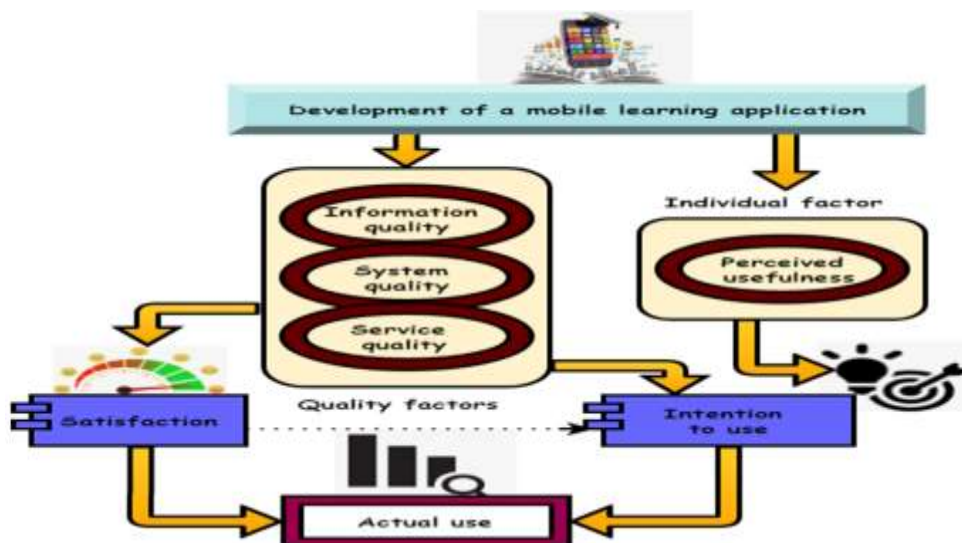 Development of a mobile learning application
Information
quality
System
quality
Service
quality
Individual factor
Perceived
usefulness
Quality factors
Satisfaction
Intention
to use
Actual use